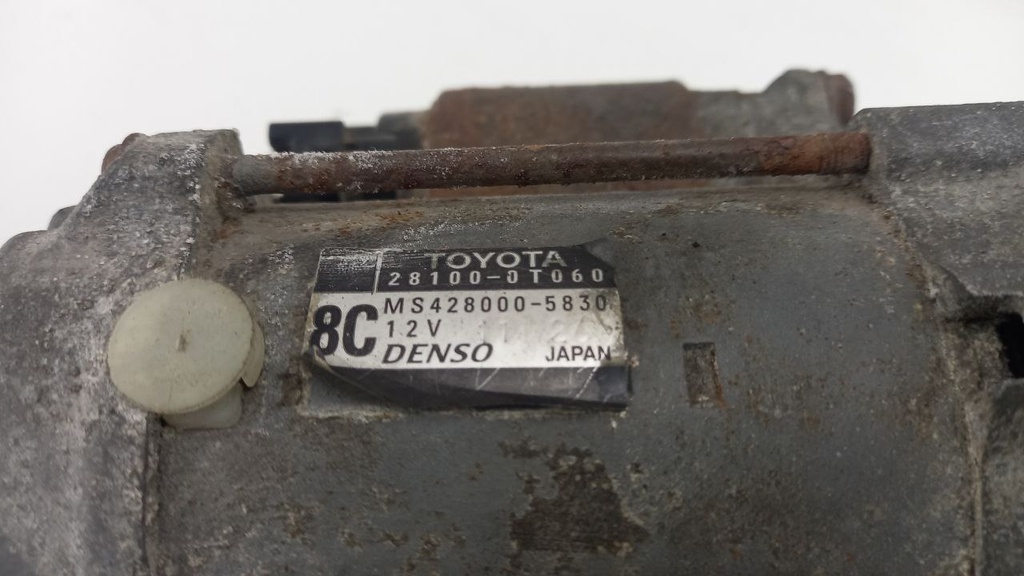 TOYOTA
28100-0T060
MS428000-5830
8C
12V
DENSO JAPAN